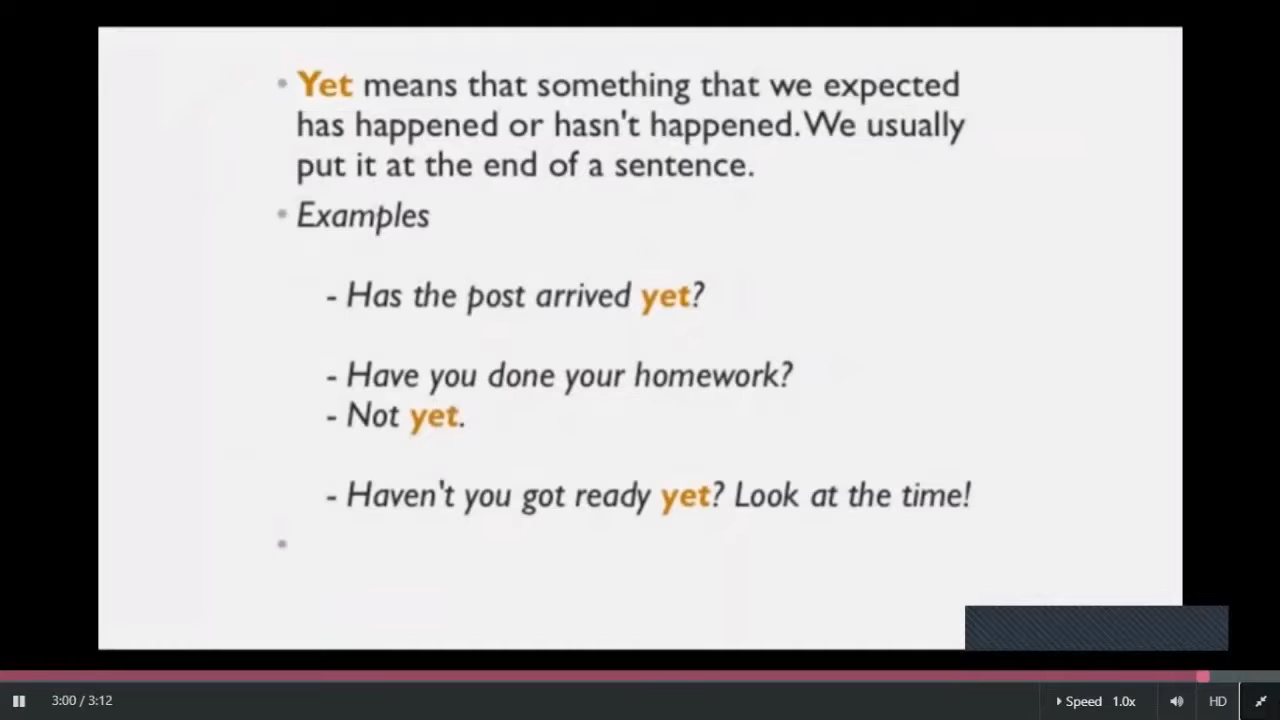 Yet means that something that we expected
has happened or hasn't happened. We usually
put it at the end of a sentence.
Examples
- Has the post arrived yet?
- Have you done your homework?
- Not yet.
- Haven't you got ready yet? Look at the time!
3:00 / 3:12
Speed 1.0x
HD